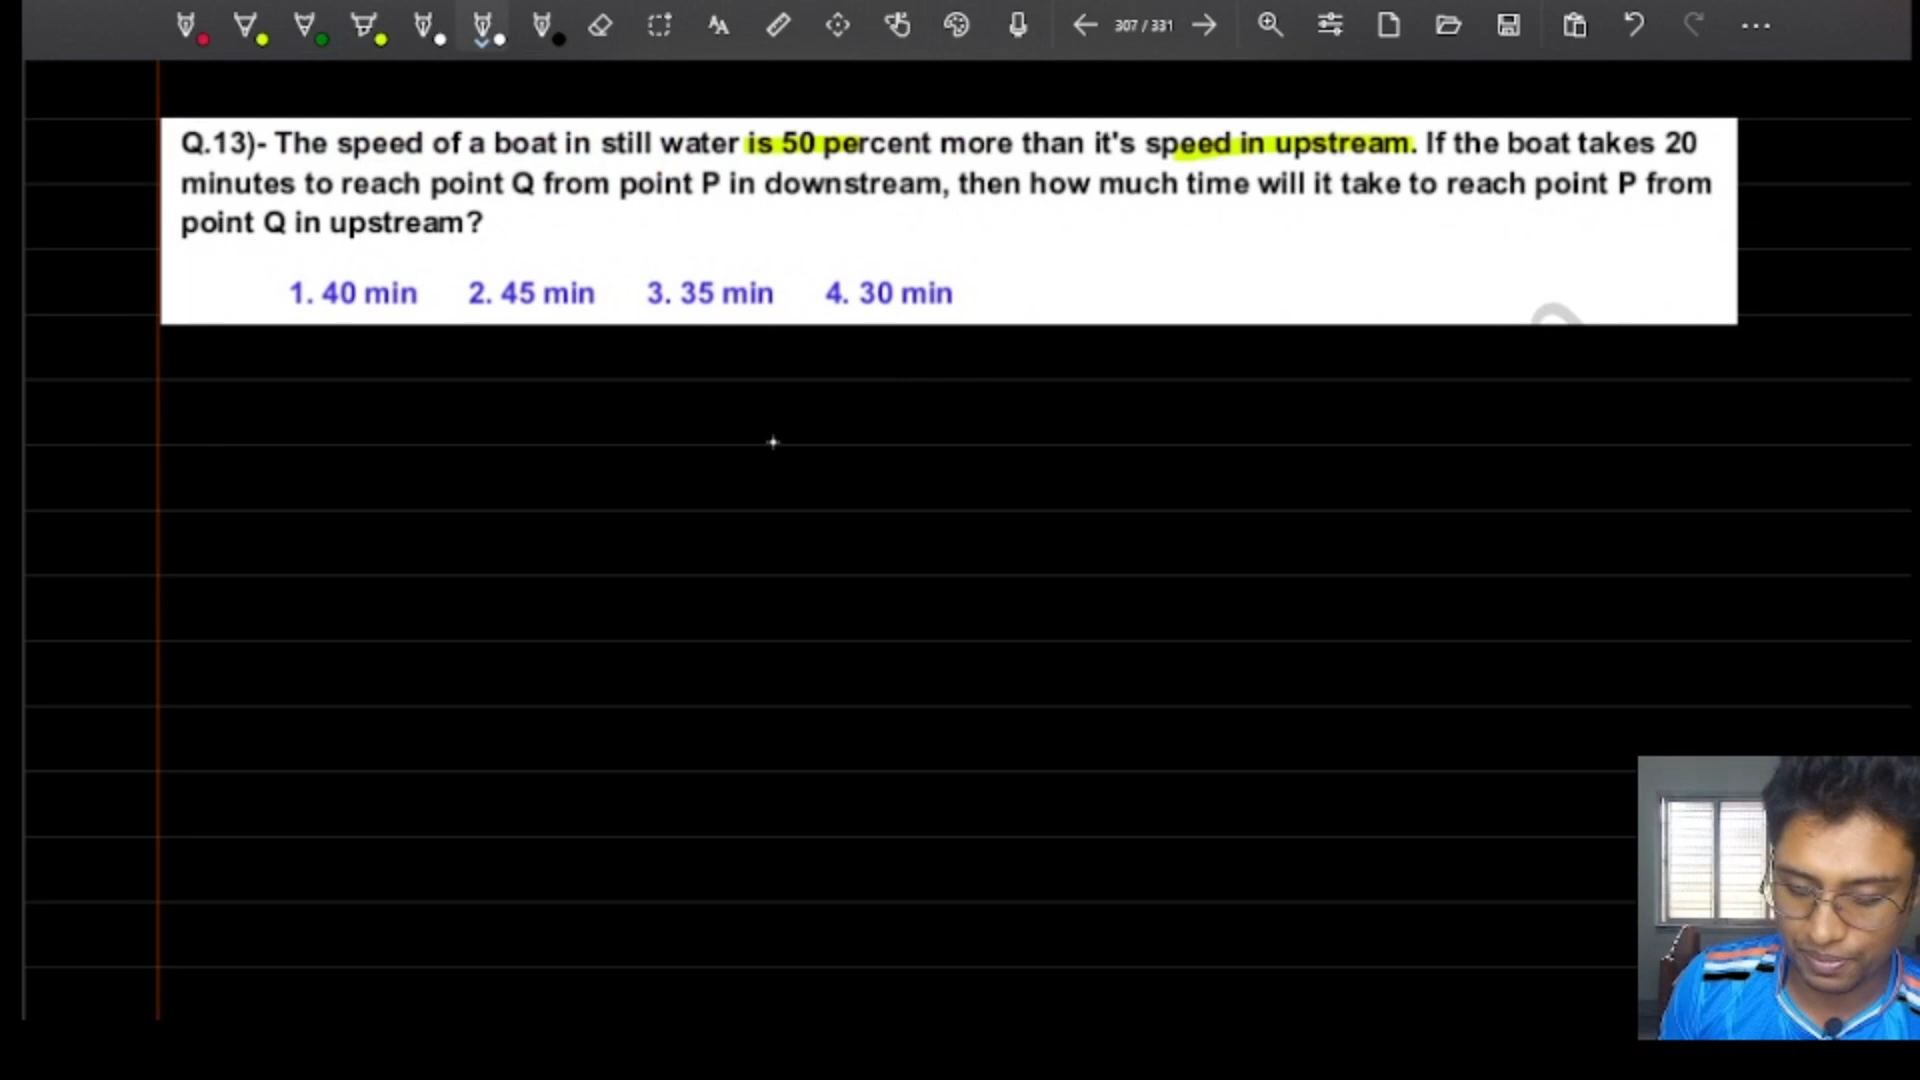 307 / 331
Q.13)- The speed of a boat in still water is 50 percent more than it's speed in upstream. If the boat takes 20
minutes to reach point Q from point P in downstream, then how much time will it take to reach point P from
point Q in upstream?
1. 40 min 2. 45 min 3. 35 min 4. 30 min